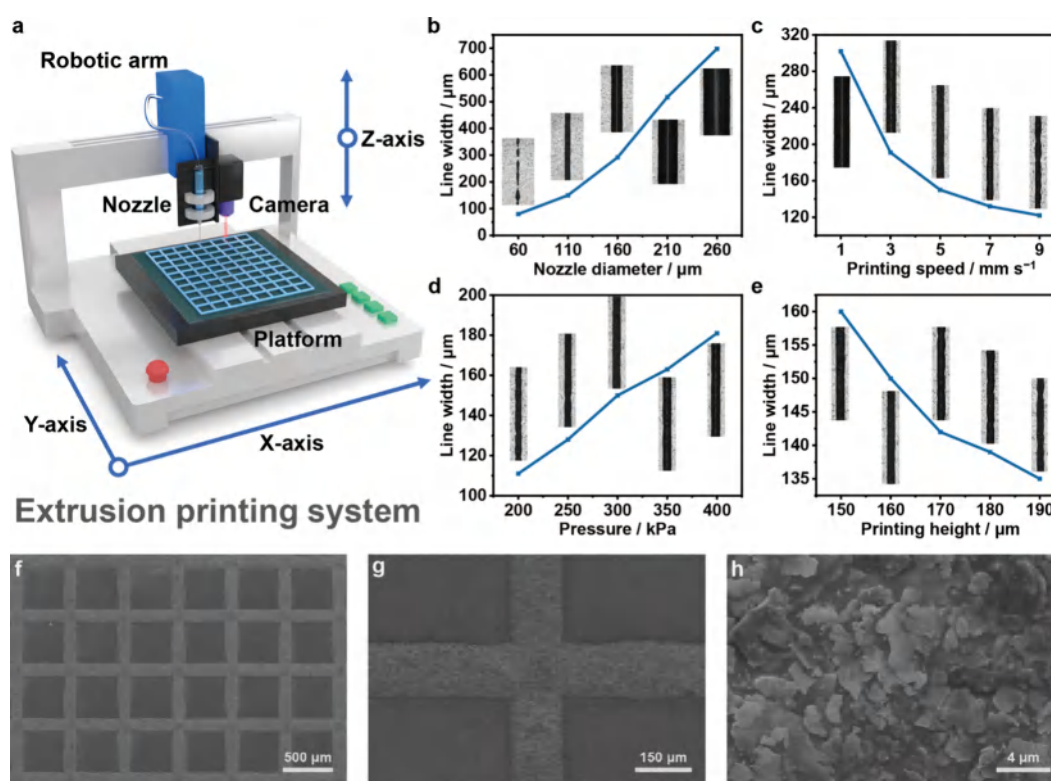 a
Robotic arm
Z-axis
Nozzle
Camera
Platform
Y-axis
X-axis
Extrusion printing system
b
Line width / µm
700
600
500
400
300
200
100
0
60 110 160 210 260
Nozzle diameter / µm
c
Line width / µm
320
280
240
200
160
120
1 3 5 7 9
Printing speed / mm s⁻¹
d
Line width / µm
200
180
160
140
120
100
200 250 300 350 400
Pressure / kPa
e
Line width / µm
160
155
150
145
140
135
150 160 170 180 190
Printing height / µm
f
500 µm
g
150 µm
h
4 µm